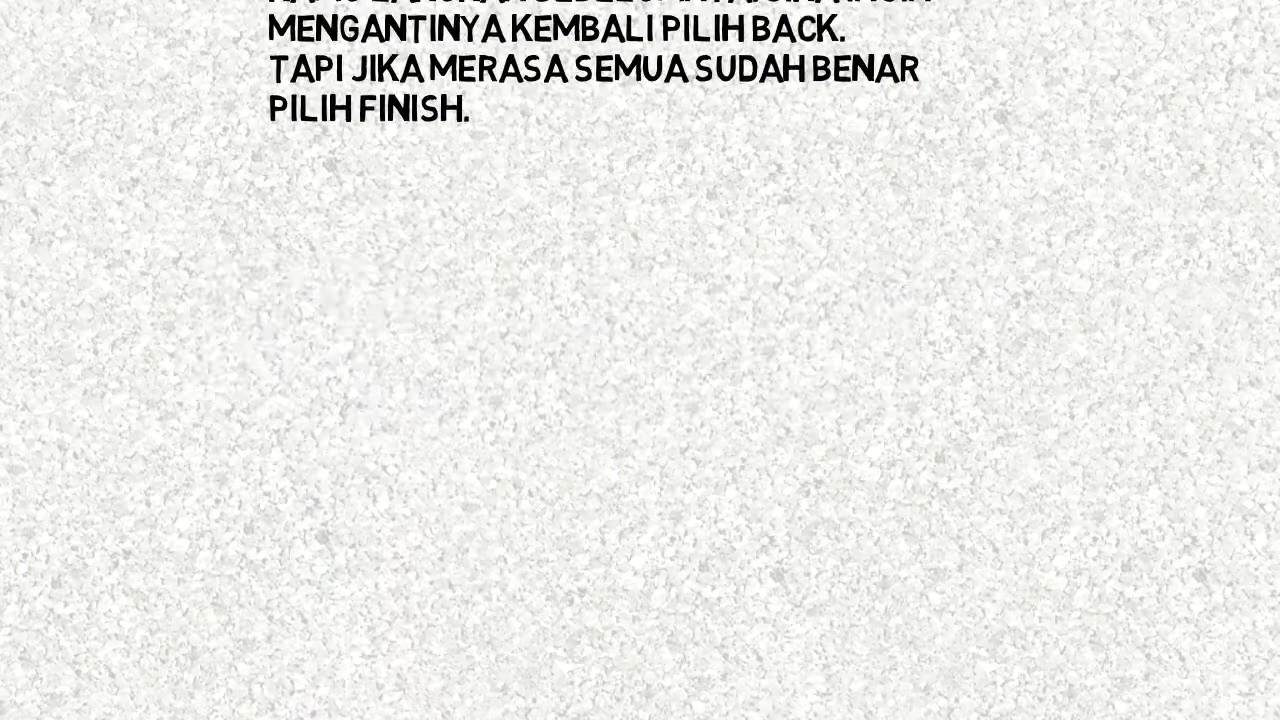 MENGANTINYA KEMBALI PILIH BACK.
TAPI JIKA MERASA SEMUA SUDAH BENAR
PILIH FINISH.